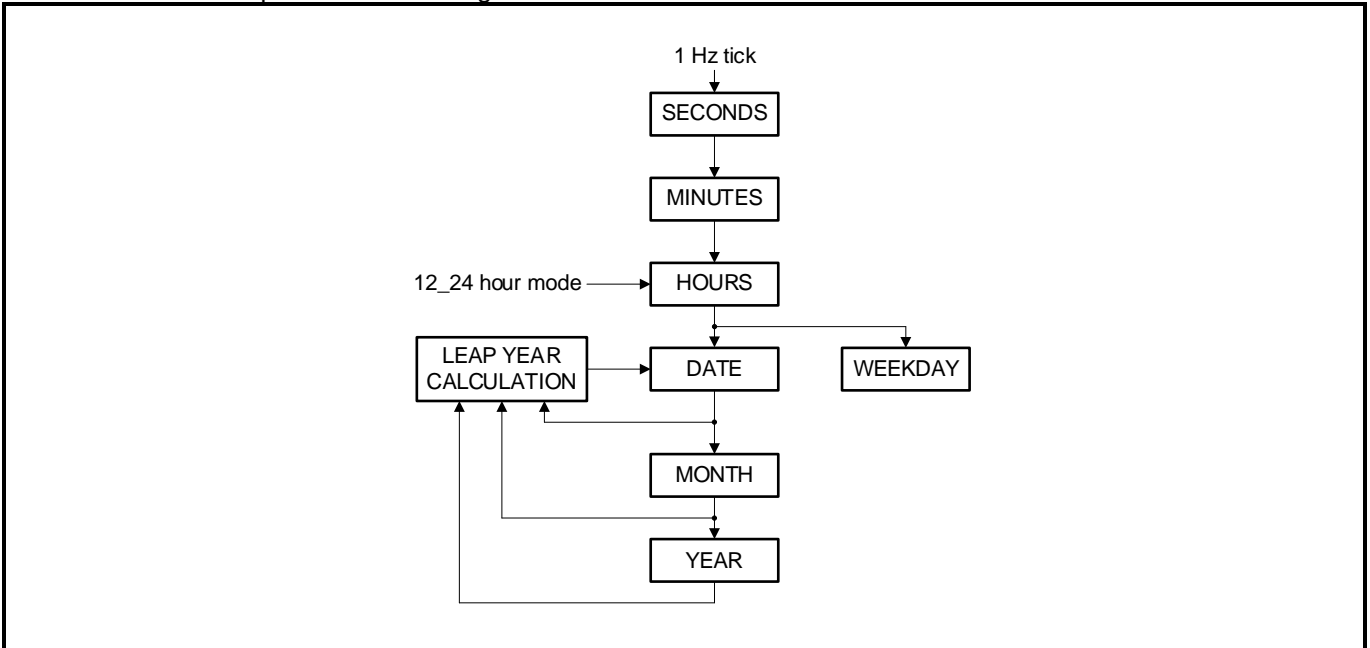 1 Hz tick
SECONDS
MINUTES
12_24 hour mode
HOURS
LEAP YEAR
CALCULATION
DATE
WEEKDAY
MONTH
YEAR